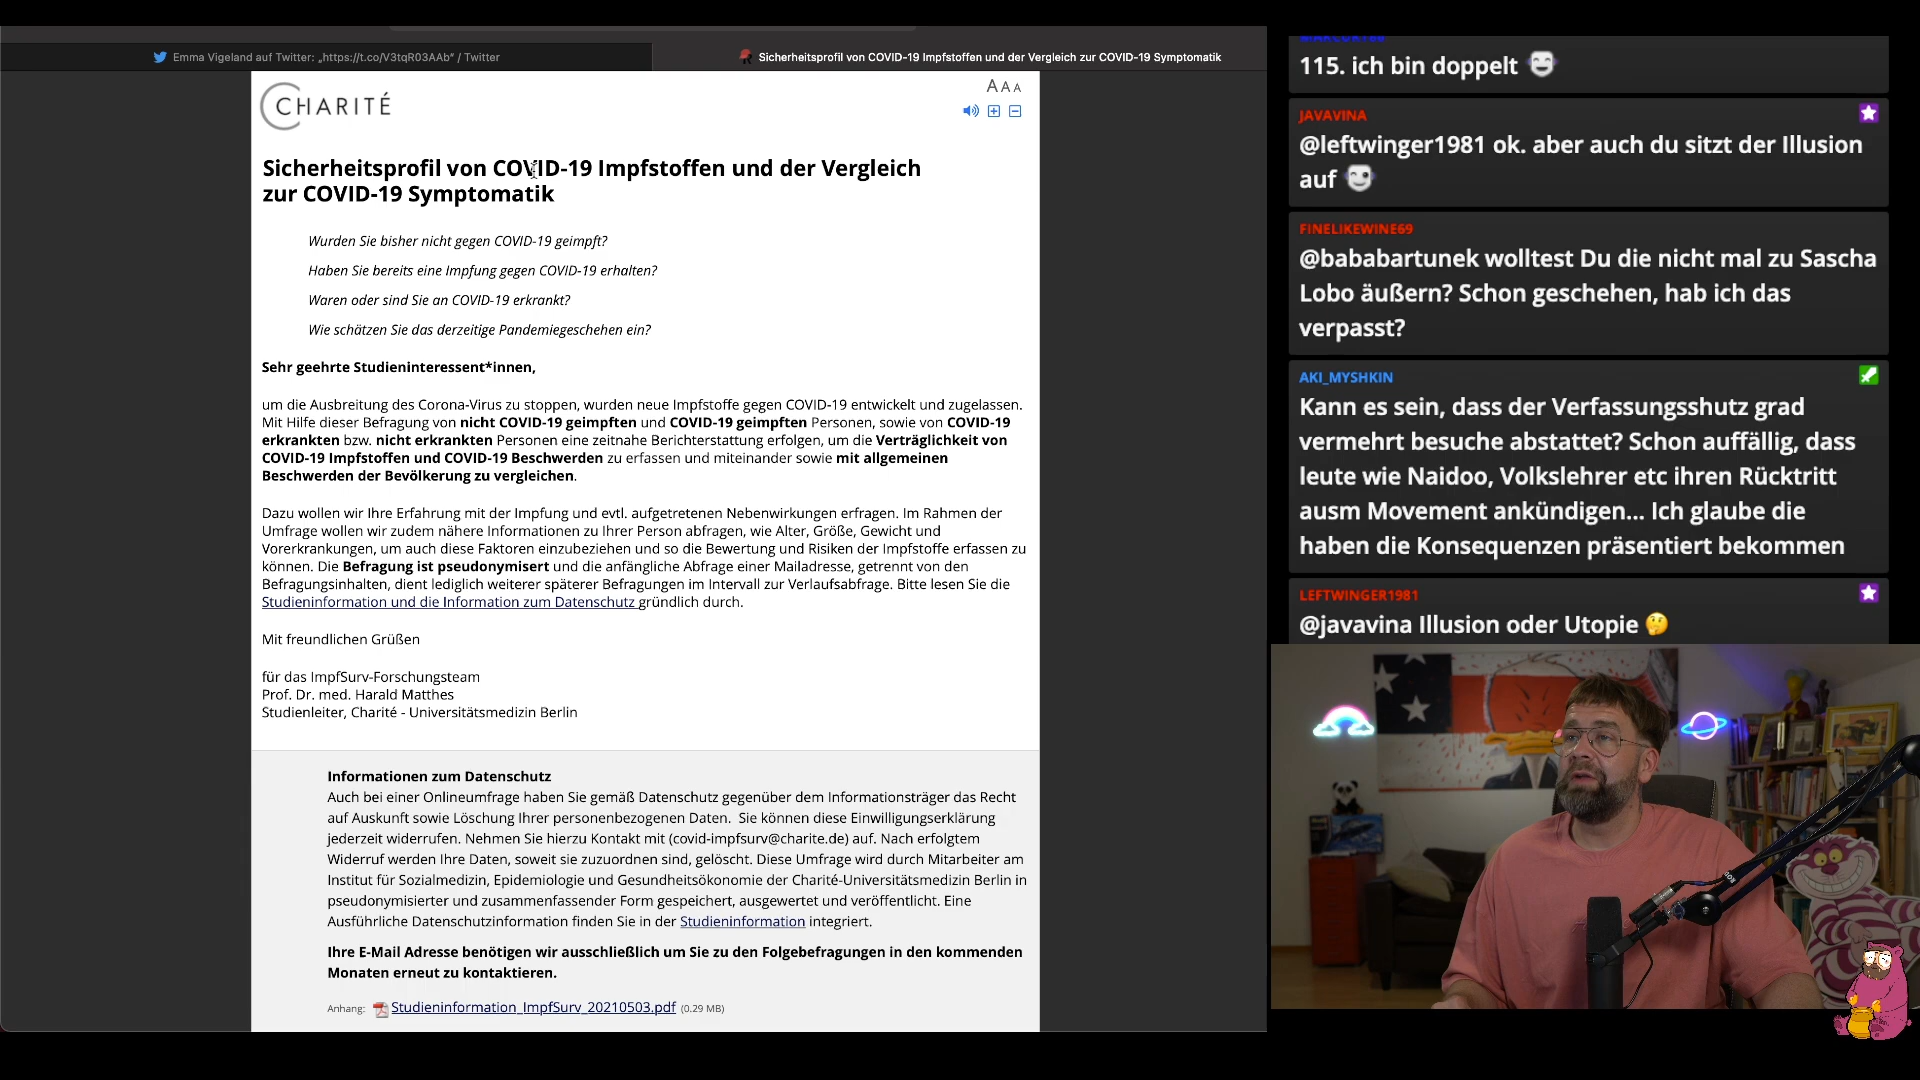 Emma Vigeland auf Twitter: „https://t.co/V3tqR03AAb“ / Twitter
Sicherheitsprofil von COVID-19 Impfstoffen und der Vergleich zur COVID-19 Symptomatik
CHARITÉ
A A A
Sicherheitsprofil von COVID-19 Impfstoffen und der Vergleich
zur COVID-19 Symptomatik
Wurden Sie bisher nicht gegen COVID-19 geimpft?
Haben Sie bereits eine Impfung gegen COVID-19 erhalten?
Waren oder sind Sie an COVID-19 erkrankt?
Wie schätzen Sie das derzeitige Pandemiegeschehen ein?
Sehr geehrte Studieninteressent*innen,
um die Ausbreitung des Corona-Virus zu stoppen, wurden neue Impfstoffe gegen COVID-19 entwickelt und zugelassen.
Mit Hilfe dieser Befragung von nicht COVID-19 geimpften und COVID-19 geimpften Personen, sowie von COVID-19
erkrankten bzw. nicht erkrankten Personen eine zeitnahe Berichterstattung erfolgen, um die Verträglichkeit von
COVID-19 Impfstoffen und COVID-19 Beschwerden zu erfassen und miteinander sowie mit allgemeinen
Beschwerden der Bevölkerung zu vergleichen.
Dazu wollen wir Ihre Erfahrung mit der Impfung und evtl. aufgetretenen Nebenwirkungen erfragen. Im Rahmen der
Umfrage wollen wir zudem nähere Informationen zu Ihrer Person abfragen, wie Alter, Größe, Gewicht und
Vorerkrankungen, um auch diese Faktoren einzubeziehen und so die Bewertung und Risiken der Impfstoffe erfassen zu
können. Die Befragung ist pseudonymisert und die anfängliche Abfrage einer Mailadresse, getrennt von den
Befragungsinhalten, dient lediglich weiterer späterer Befragungen im Intervall zur Verlaufsabfrage. Bitte lesen Sie die
Studieninformation und die Information zum Datenschutz gründlich durch.
Mit freundlichen Grüßen
für das ImpfSurv-Forschungsteam
Prof. Dr. med. Harald Matthes
Studienleiter, Charité - Universitätsmedizin Berlin
Informationen zum Datenschutz
Auch bei einer Onlineumfrage haben Sie gemäß Datenschutz gegenüber dem Informationsträger das Recht
auf Auskunft sowie Löschung Ihrer personenbezogenen Daten. Sie können diese Einwilligungserklärung
jederzeit widerrufen. Nehmen Sie hierzu Kontakt mit (covid-impfsurv@charite.de) auf. Nach erfolgtem
Widerruf werden Ihre Daten, soweit sie zuzuordnen sind, gelöscht. Diese Umfrage wird durch Mitarbeiter am
Institut für Sozialmedizin, Epidemiologie und Gesundheitsökonomie der Charité-Universitätsmedizin Berlin in
pseudonymisierter und zusammenfassender Form gespeichert, ausgewertet und veröffentlicht. Eine
Ausführliche Datenschutzinformation finden Sie in der Studieninformation integriert.
Ihre E-Mail Adresse benötigen wir ausschließlich um Sie zu den Folgebefragungen in den kommenden
Monaten erneut zu kontaktieren.
Anhang: Studieninformation_ImpfSurv_20210503.pdf (0.29 MB)
115. ich bin doppelt
JAVAVINA
@leftwinger1981 ok. aber auch du sitzt der Illusion
auf
FINELIKEWINE69
@bababartunek wolltest Du die nicht mal zu Sascha
Lobo äußern? Schon geschehen, hab ich das
verpasst?
AKI_MYSHKIN
Kann es sein, dass der Verfassungsshutz grad
vermehrt besuche abstattet? Schon auffällig, dass
leute wie Naidoo, Volkslehrer etc ihren Rücktritt
ausm Movement ankündigen... Ich glaube die
haben die Konsequenzen präsentiert bekommen
LEFTWINGER1981
@javavina Illusion oder Utopie
RODE